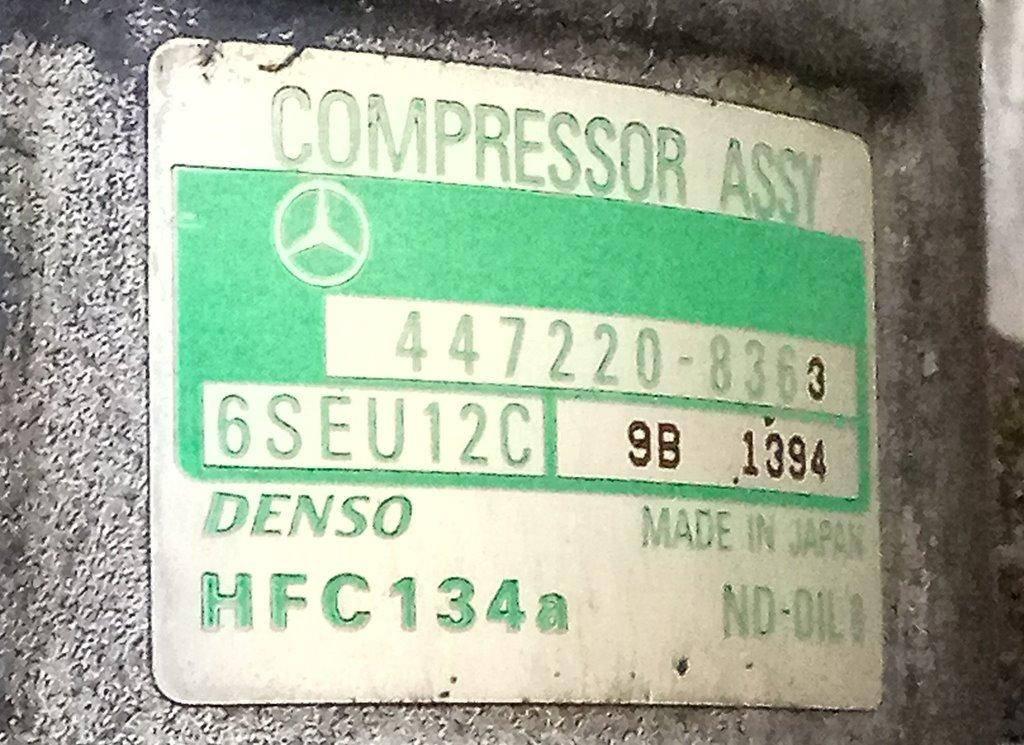 COMPRESSOR ASSY
447220-8363
6SEU12C 9B 1394
DENSO MADE IN JAPAN
HFC134a ND-OIL 8